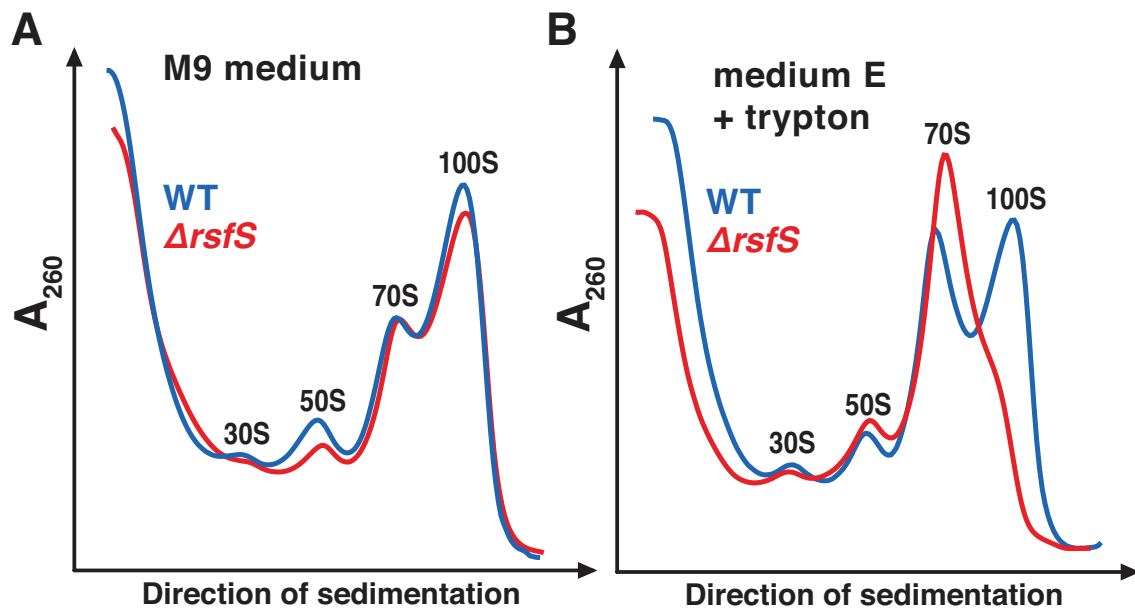 A
M9 medium
WT
ΔrsfS
30S
50S
70S
100S
A260
Direction of sedimentation
B
medium E
+ trypton
WT
ΔrsfS
30S
50S
70S
100S
A260
Direction of sedimentation